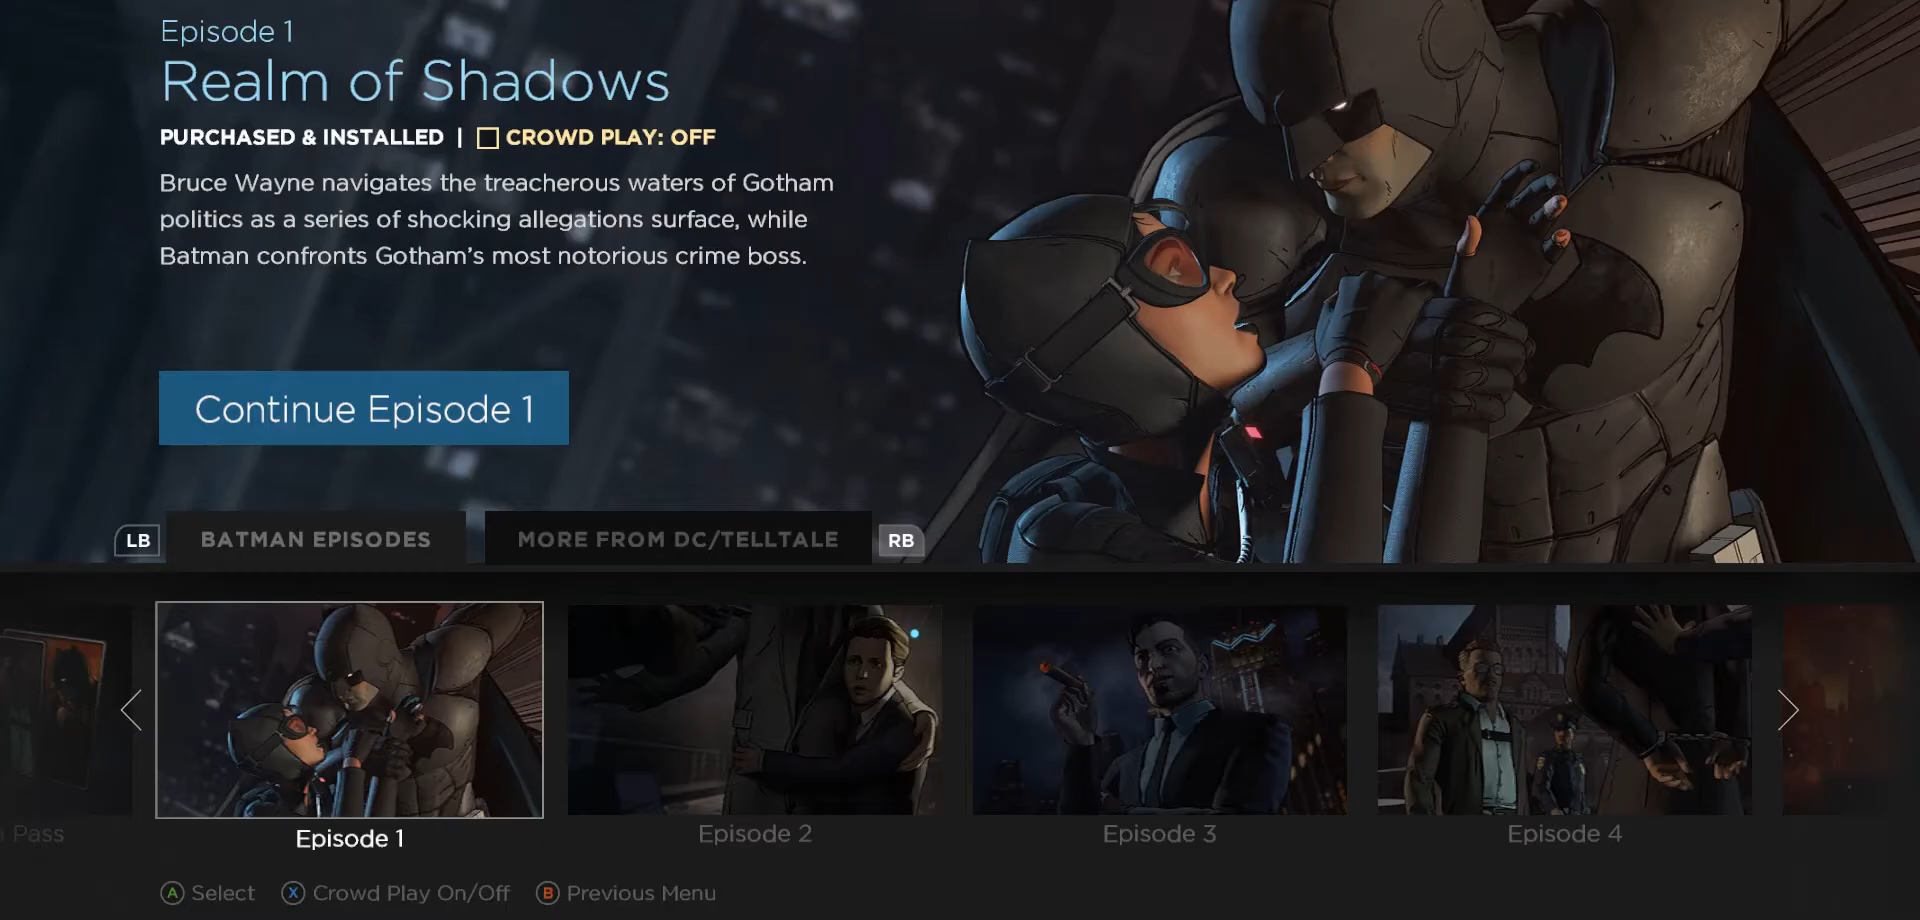 Episode 1
Realm of Shadows
PURCHASED & INSTALLED | CROWD PLAY: OFF
Bruce Wayne navigates the treacherous waters of Gotham
politics as a series of shocking allegations surface, while
Batman confronts Gotham's most notorious crime boss.
Continue Episode 1
LB BATMAN EPISODES MORE FROM DC/TELLTALE RB
Pass Episode 1 Episode 2 Episode 3 Episode 4
A Select X Crowd Play On/Off B Previous Menu